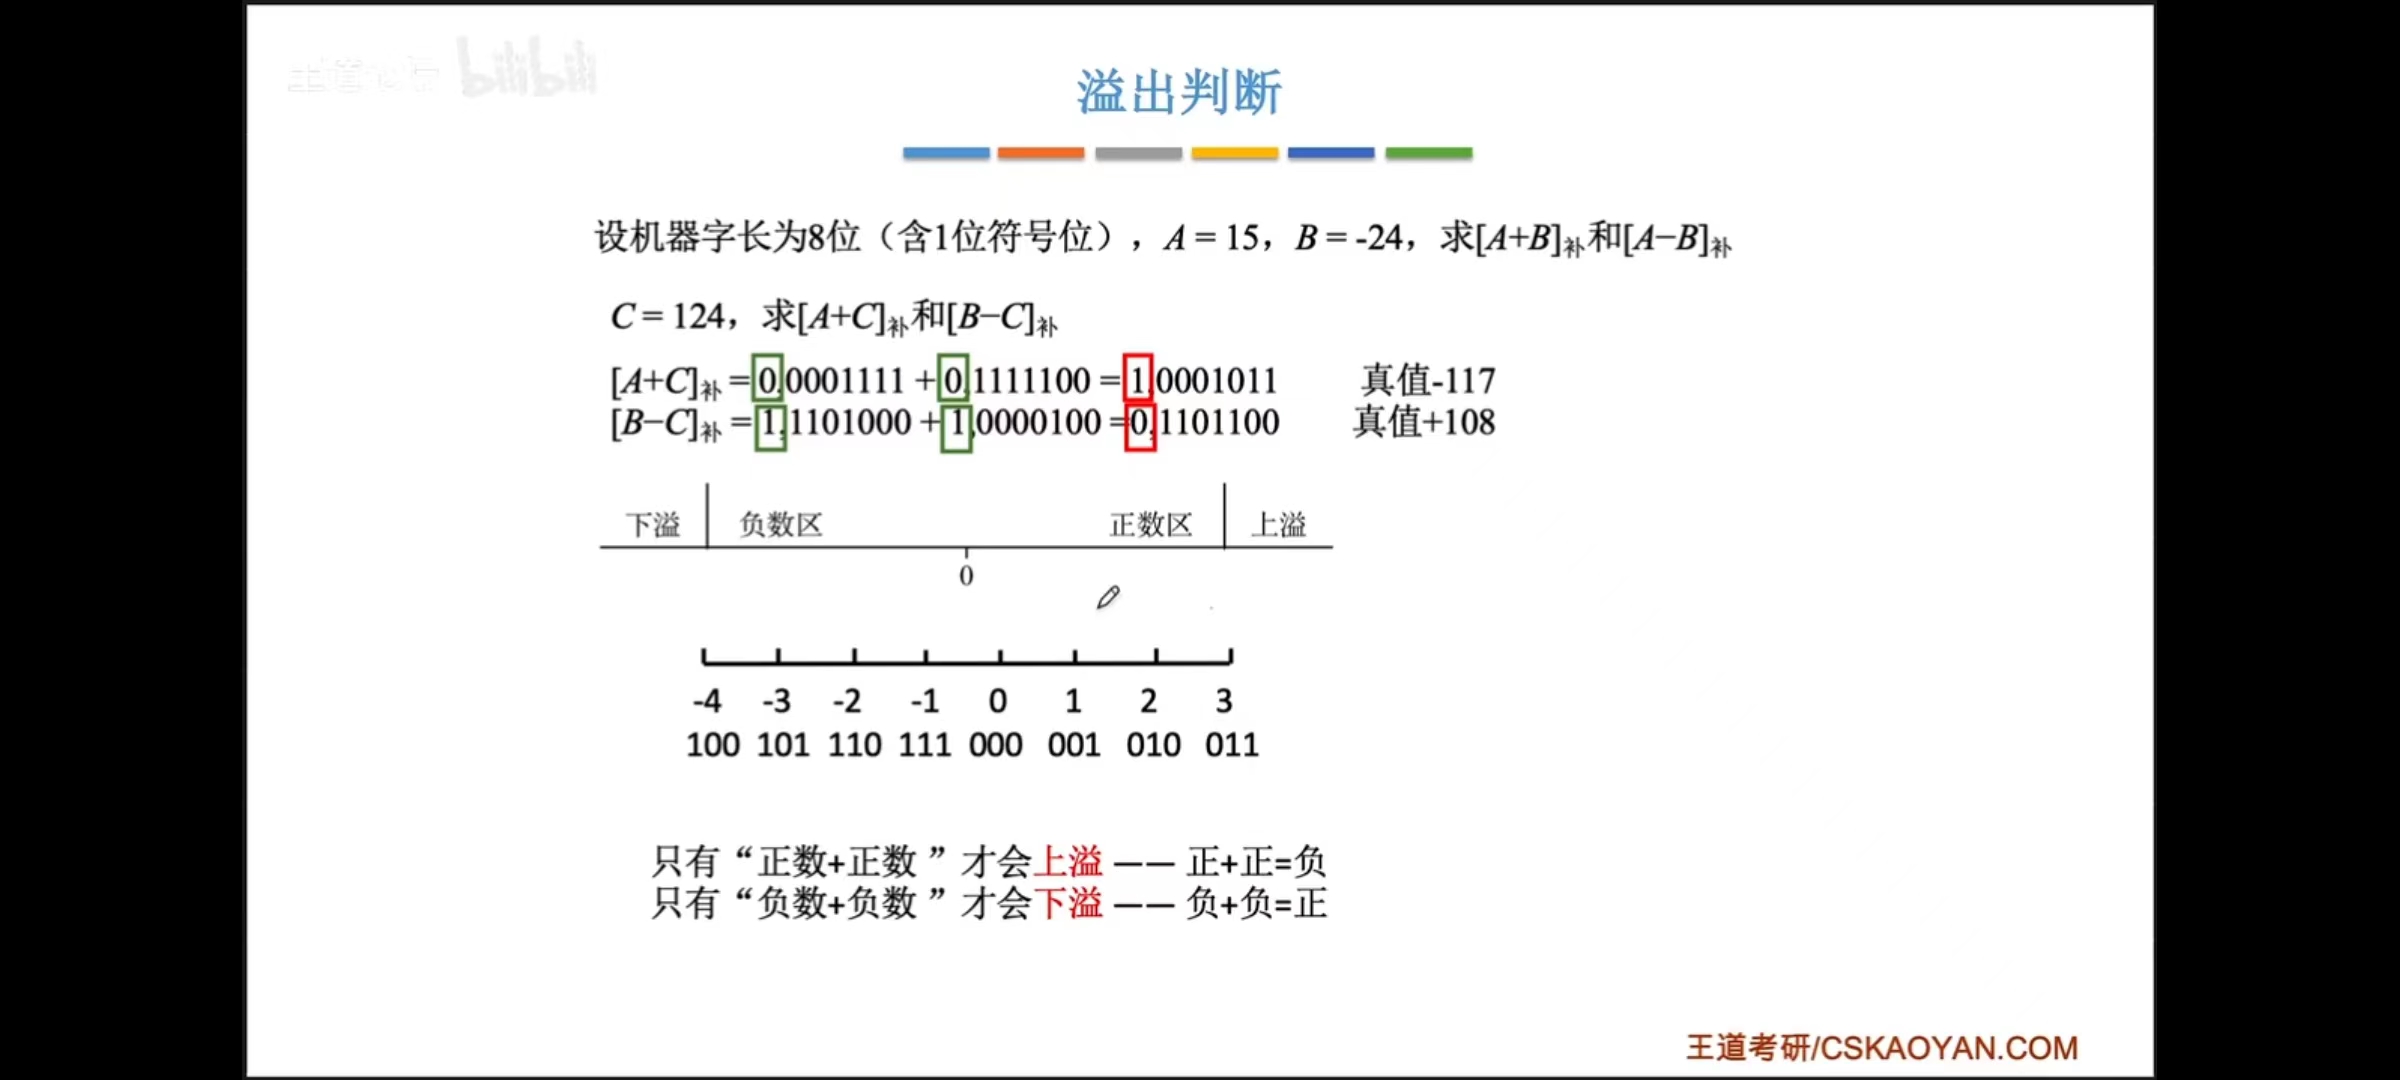 bilibili
溢出判断
设机器字长为8位（含1位符号位），A = 15，B = -24，求[A+B]补和[A−B]补
C = 124，求[A+C]补和[B−C]补
[A+C]补 = 0,0001111 + 0,1111100 = 1,0001011 真值-117
[B−C]补 = 1,1101000 + 1,0000100 =0,1101100 真值+108
下溢 负数区 正数区 上溢
0
-4 -3 -2 -1 0 1 2 3
100 101 110 111 000 001 010 011
只有“正数+正数 ”才会上溢 —— 正+正=负
只有“负数+负数 ”才会下溢 —— 负+负=正
王道考研/CSKAOYAN.COM